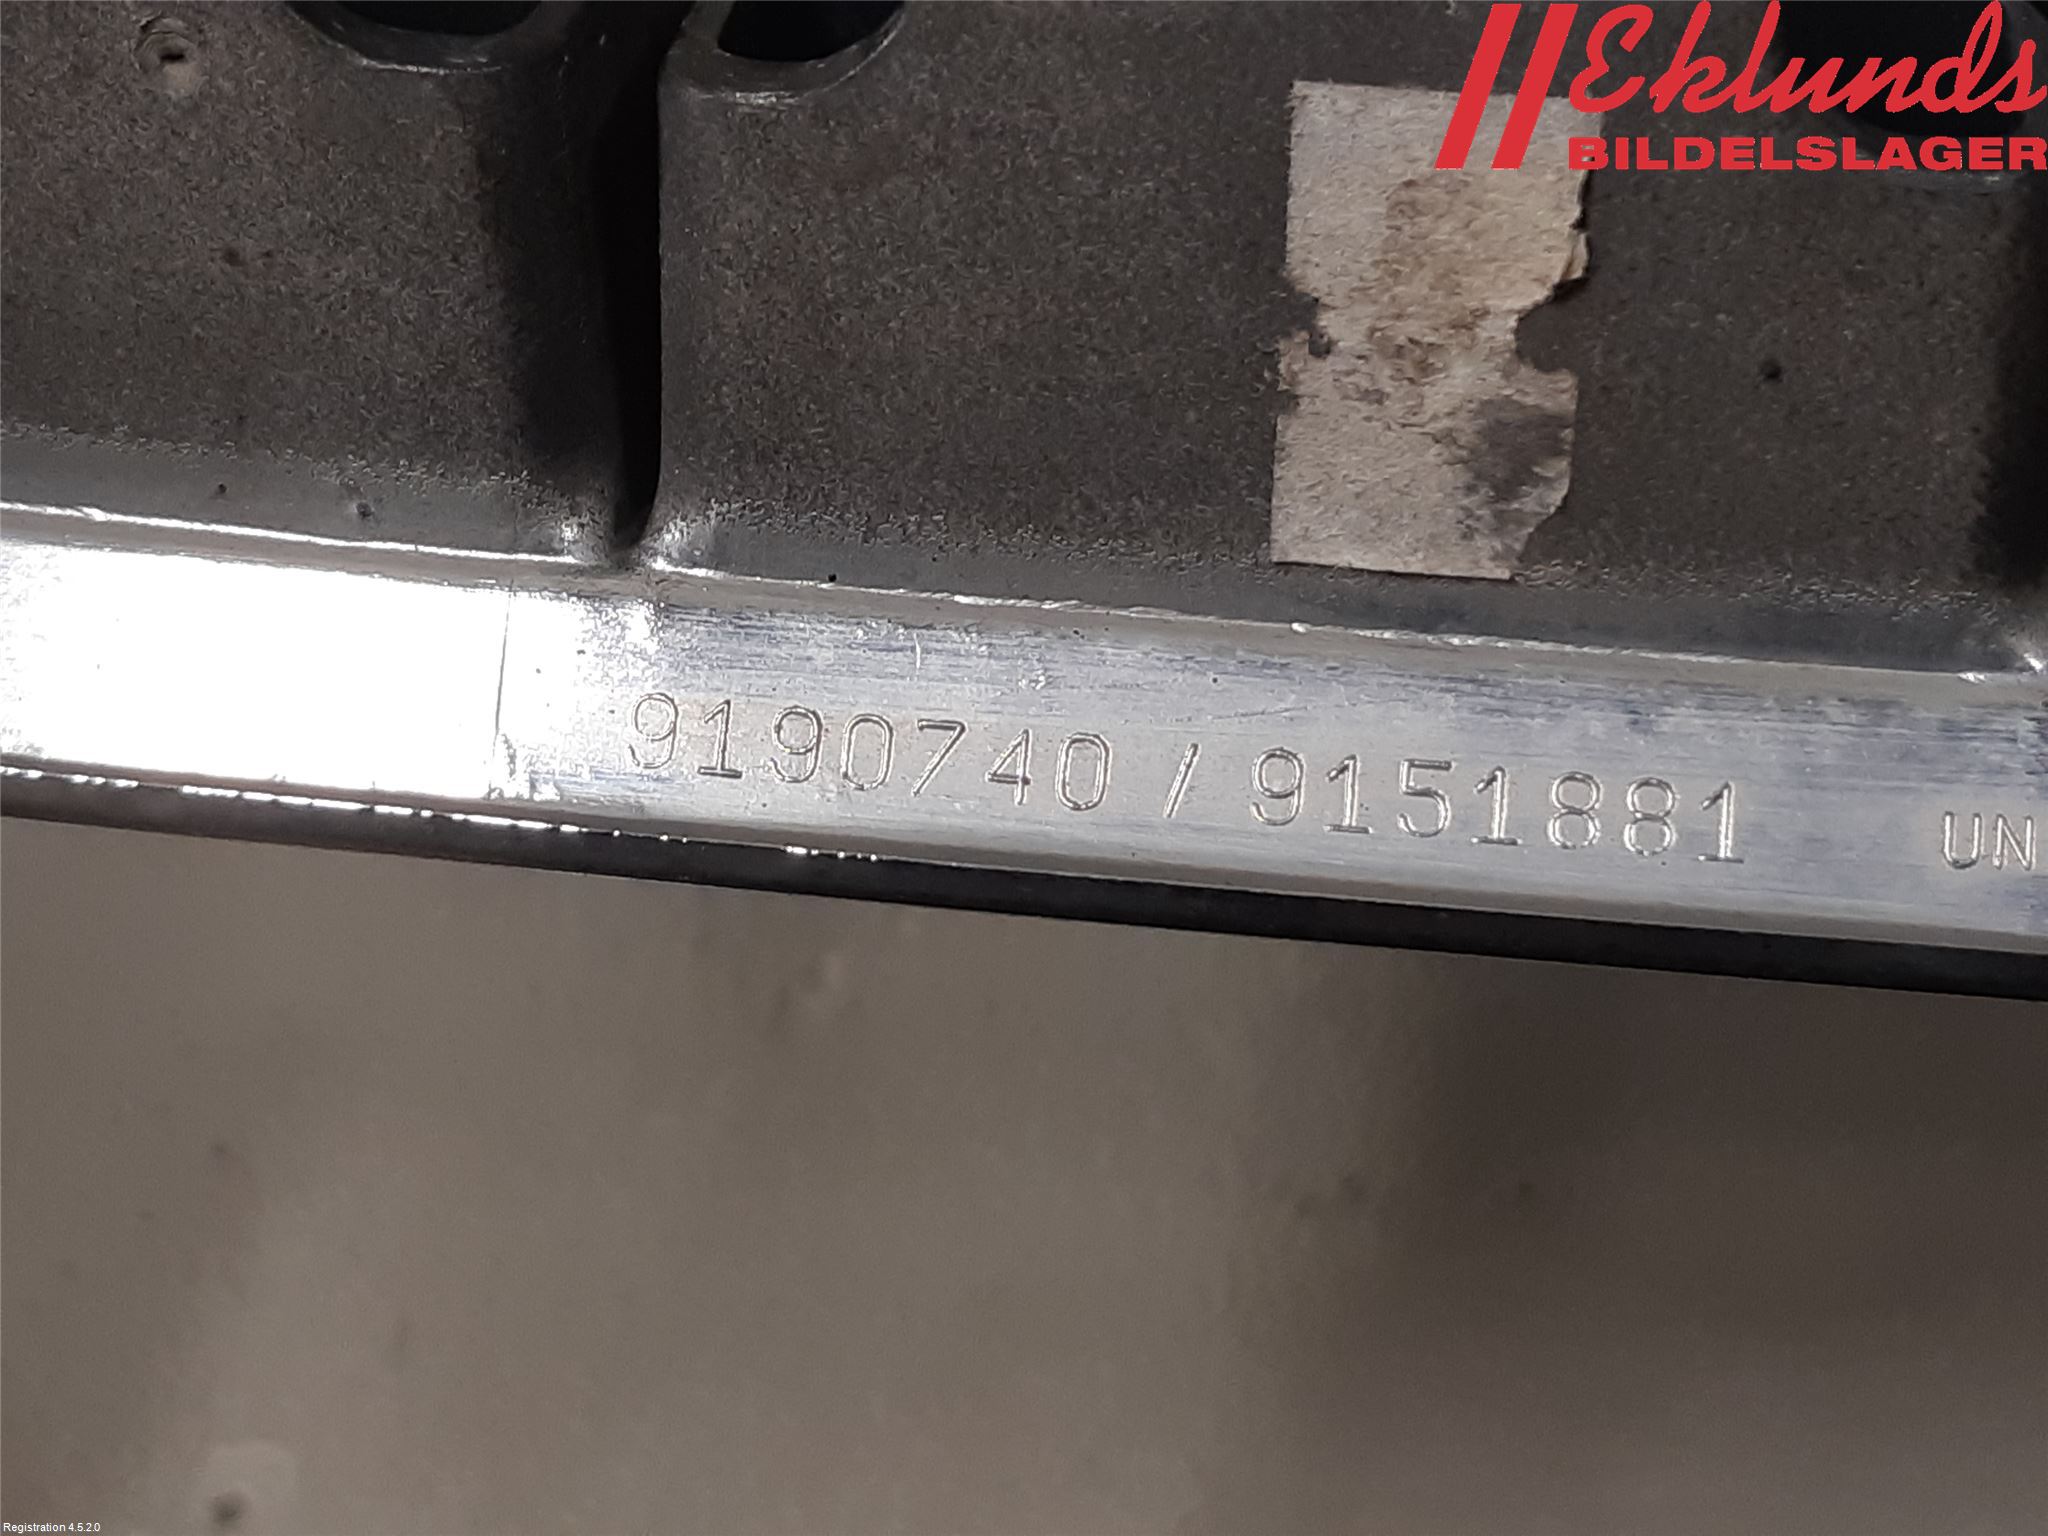 Eklunds
BILDELSLAGER
9190740 / 9151881 UN
Registration 4.5.2.0